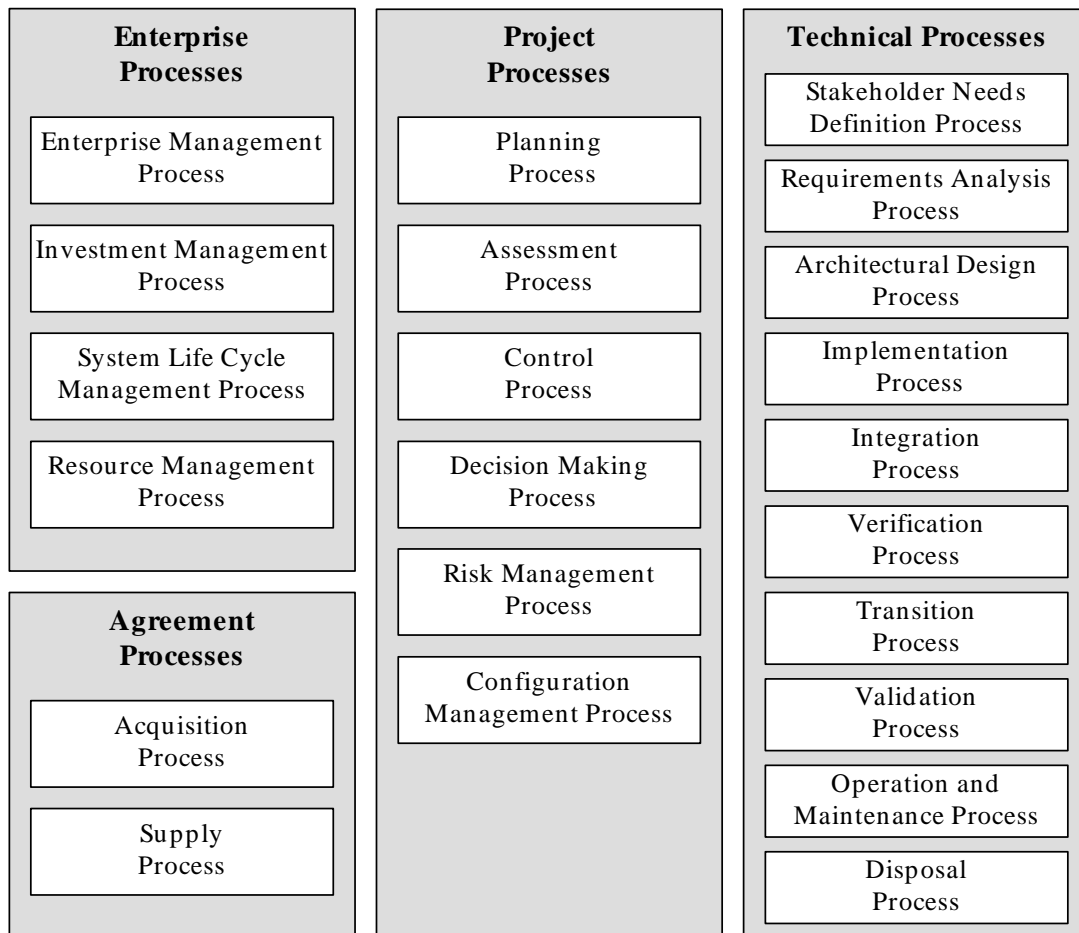 Enterprise
Processes
Enterprise Management
Process
Investment Management
Process
System Life Cycle
Management Process
Resource Management
Process
Agreement
Processes
Acquisition
Process
Supply
Process
Project
Processes
Planning
Process
Assessment
Process
Control
Process
Decision Making
Process
Risk Management
Process
Configuration
Management Process
Technical Processes
Stakeholder Needs
Definition Process
Requirements Analysis
Process
Architectural Design
Process
Implementation
Process
Integration
Process
Verification
Process
Transition
Process
Validation
Process
Operation and
Maintenance Process
Disposal
Process